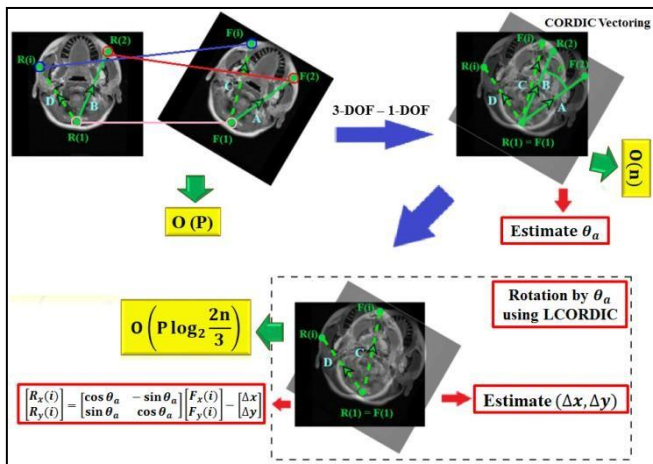 CORDIC Vectoring
R(i)
R(2)
F(i)
F(2)
D
B
C
A
R(1)
F(1)
O (P)
3-DOF – 1-DOF
F(i)
R(2)
R(i)
F(2)
D
C
B
A
R(1) = F(1)
O(n)
Estimate θₐ
Rotation by θₐ
using LCORDIC
O(P log₂ 2n/3)
F(i)
R(i)
C
D
R(1) = F(1)
[Rₓ(i) R_y(i)] = [cos θₐ − sin θₐ sin θₐ cos θₐ] [Fₓ(i) F_y(i)] − [Δx Δy]
Estimate (Δx, Δy)